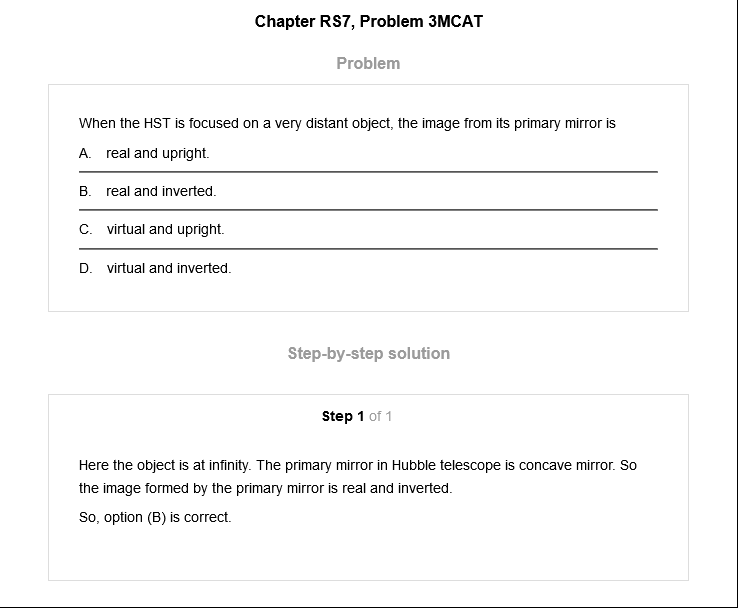 Chapter RS7, Problem 3MCAT
Problem
When the HST is focused on a very distant object, the image from its primary mirror is
A. real and upright.
B. real and inverted.
C. virtual and upright.
D. virtual and inverted.
Step-by-step solution
Step 1 of 1
Here the object is at infinity. The primary mirror in Hubble telescope is concave mirror. So
the image formed by the primary mirror is real and inverted.
So, option (B) is correct.